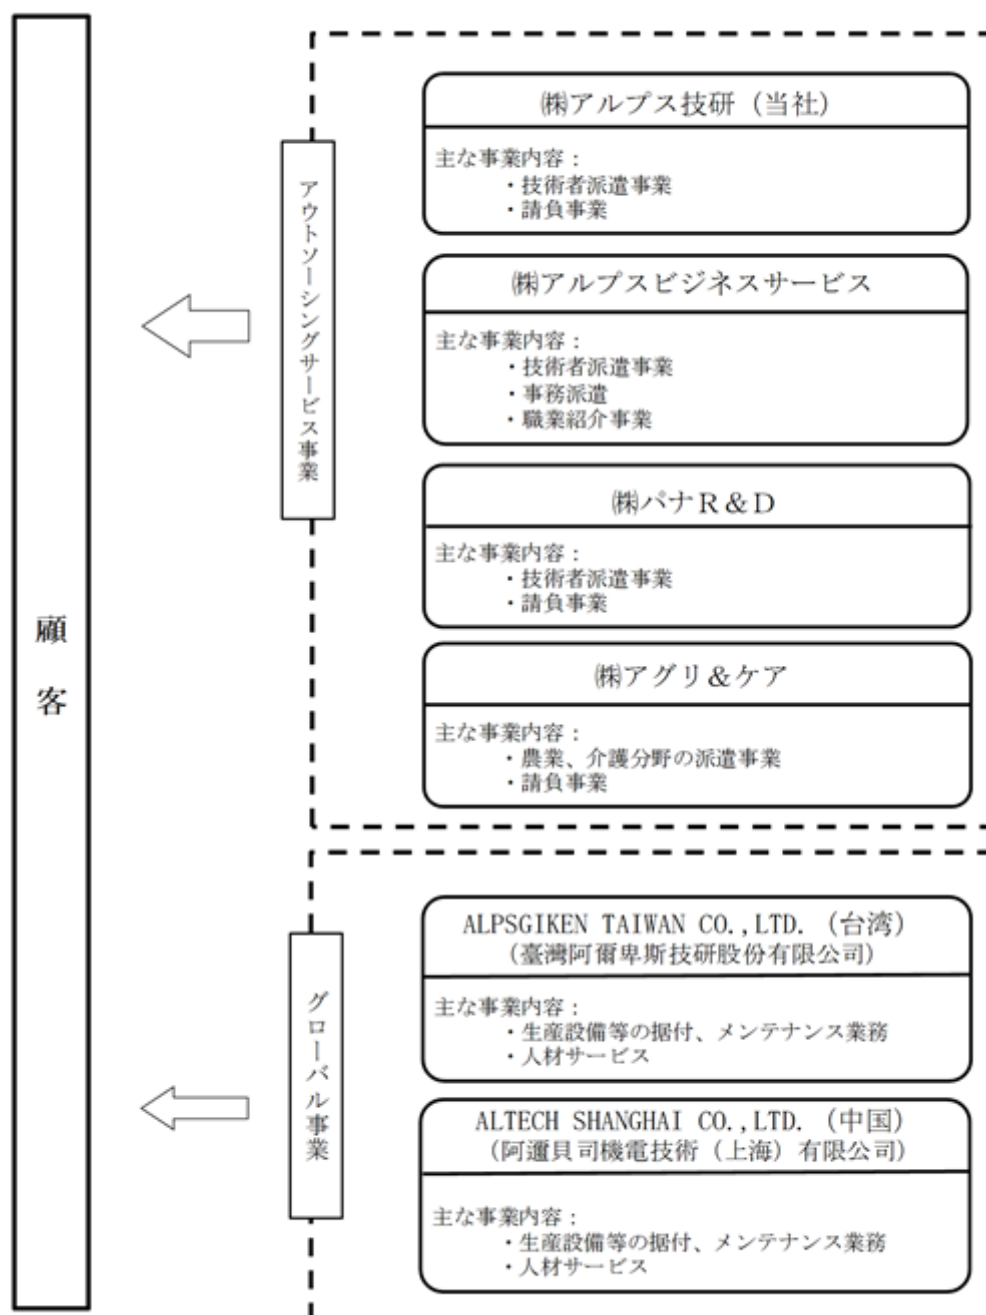 顧客
アウトソーシングサービス事業
㈱アルプス技研（当社）
主な事業内容：
・技術者派遣事業
・請負事業
㈱アルプスビジネスサービス
主な事業内容：
・技術者派遣事業
・事務派遣
・職業紹介事業
㈱パナＲ＆Ｄ
主な事業内容：
・技術者派遣事業
・請負事業
㈱アグリ＆ケア
主な事業内容：
・農業、介護分野の派遣事業
・請負事業
グローバル事業
ALPSGIKEN TAIWAN CO.,LTD.（台湾）
（臺灣阿爾卑斯技研股份有限公司）
主な事業内容：
・生産設備等の据付、メンテナンス業務
・人材サービス
ALTECH SHANGHAI CO.,LTD.（中国）
（阿邇貝司機電技術（上海）有限公司）
主な事業内容：
・生産設備等の据付、メンテナンス業務
・人材サービス